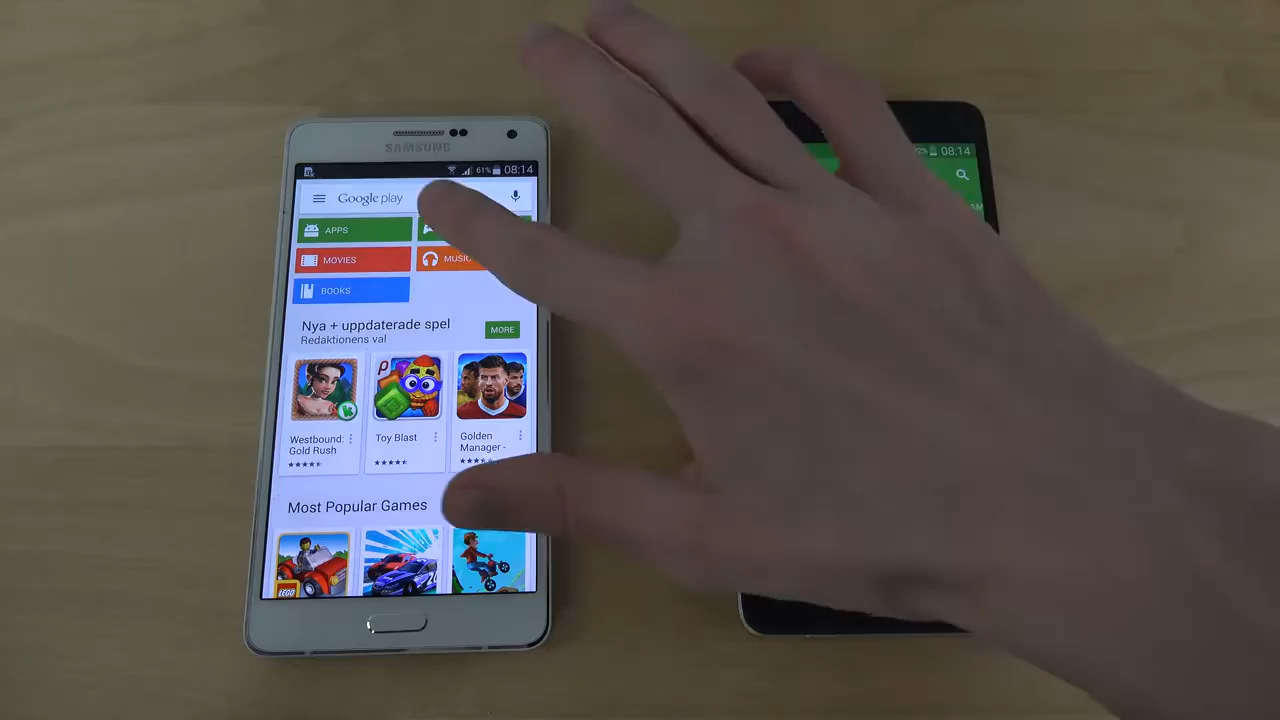 SAMSUNG
61% 08:14
Google play
APPS
MOVIES
MUSIC
BOOKS
Nya + uppdaterade spel
Redaktionens val
MORE
Westbound:
Gold Rush
Toy Blast
Golden
Manager -
Most Popular Games
LEGO
08:14